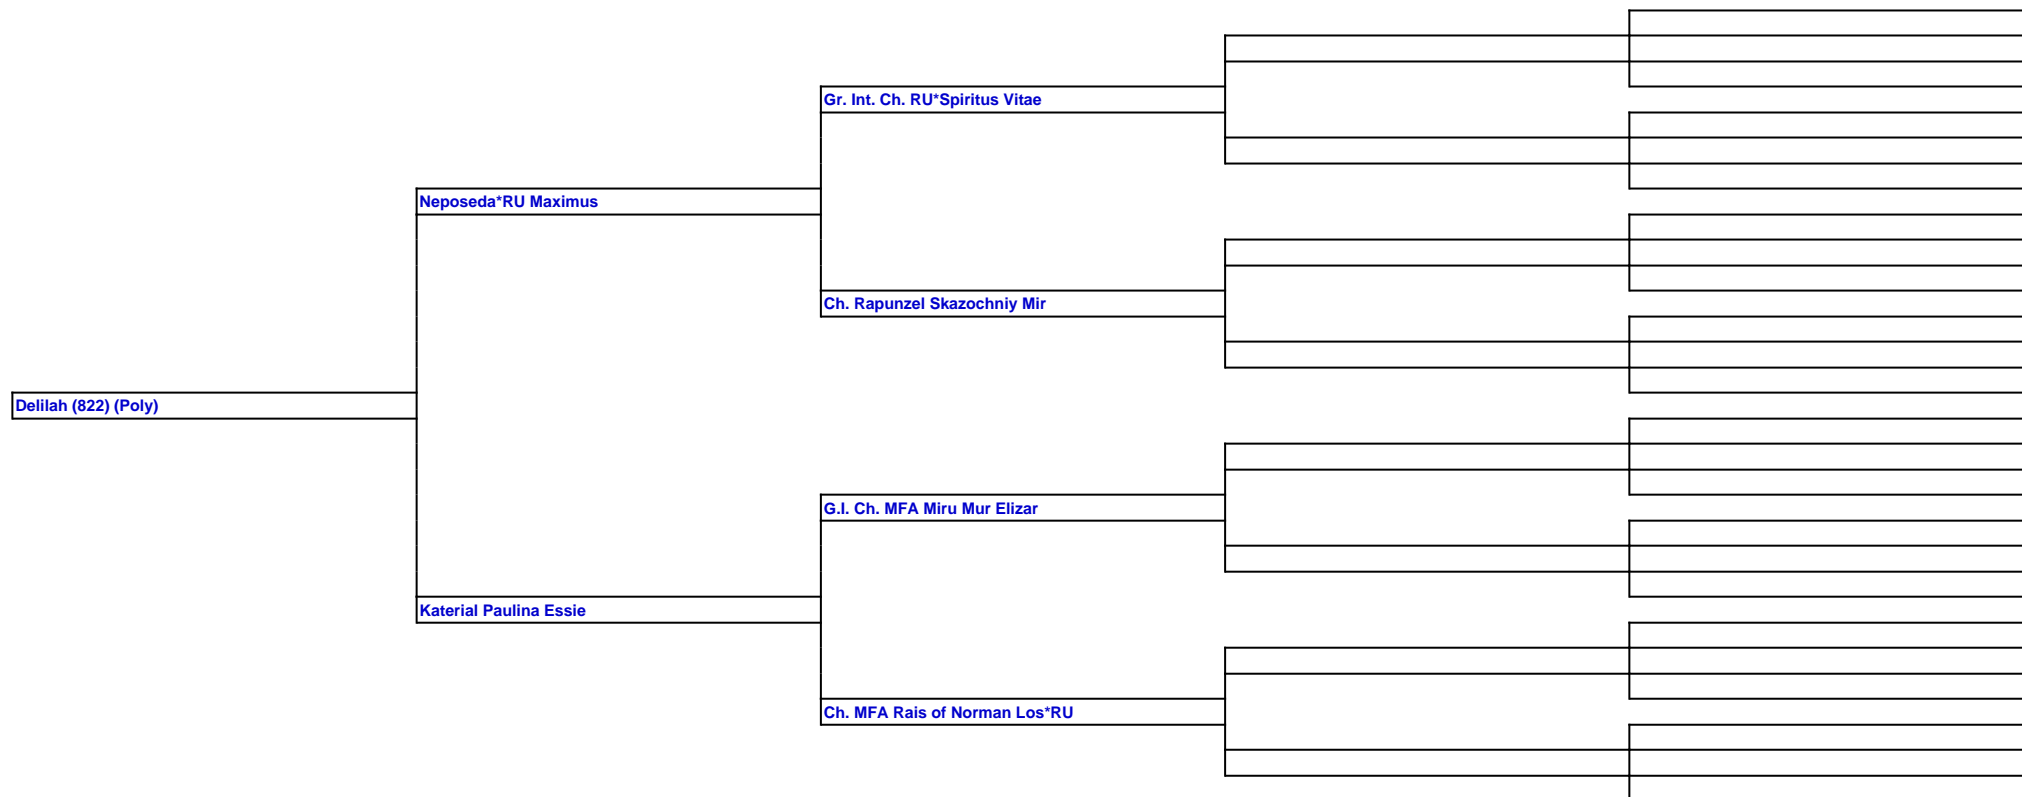 Gr. Int. Ch. RU*Spiritus Vitae
Neposeda*RU Maximus
Ch. Rapunzel Skazochniy Mir
Delilah (822) (Poly)
G.I. Ch. MFA Miru Mur Elizar
Katerial Paulina Essie
Ch. MFA Rais of Norman Los*RU